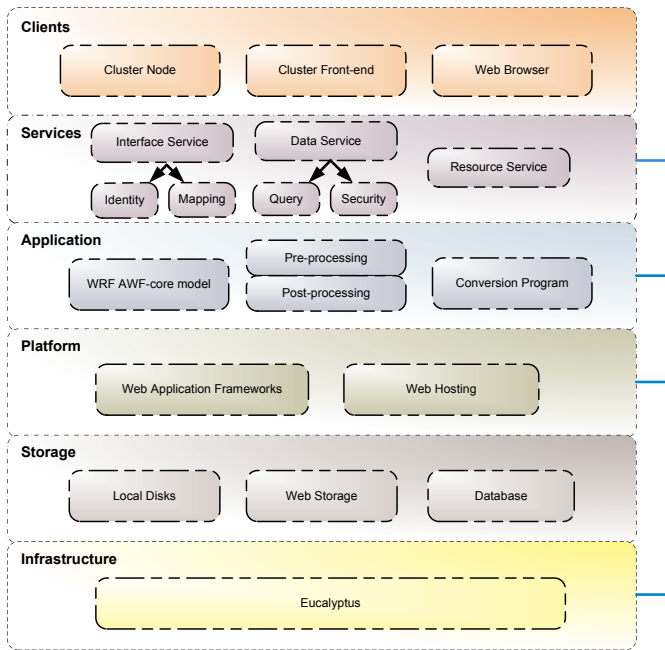 Clients
Cluster Node
Cluster Front-end
Web Browser
Services
Interface Service
Data Service
Resource Service
Identity
Mapping
Query
Security
Application
WRF AWF-core model
Pre-processing
Post-processing
Conversion Program
Platform
Web Application Frameworks
Web Hosting
Storage
Local Disks
Web Storage
Database
Infrastructure
Eucalyptus